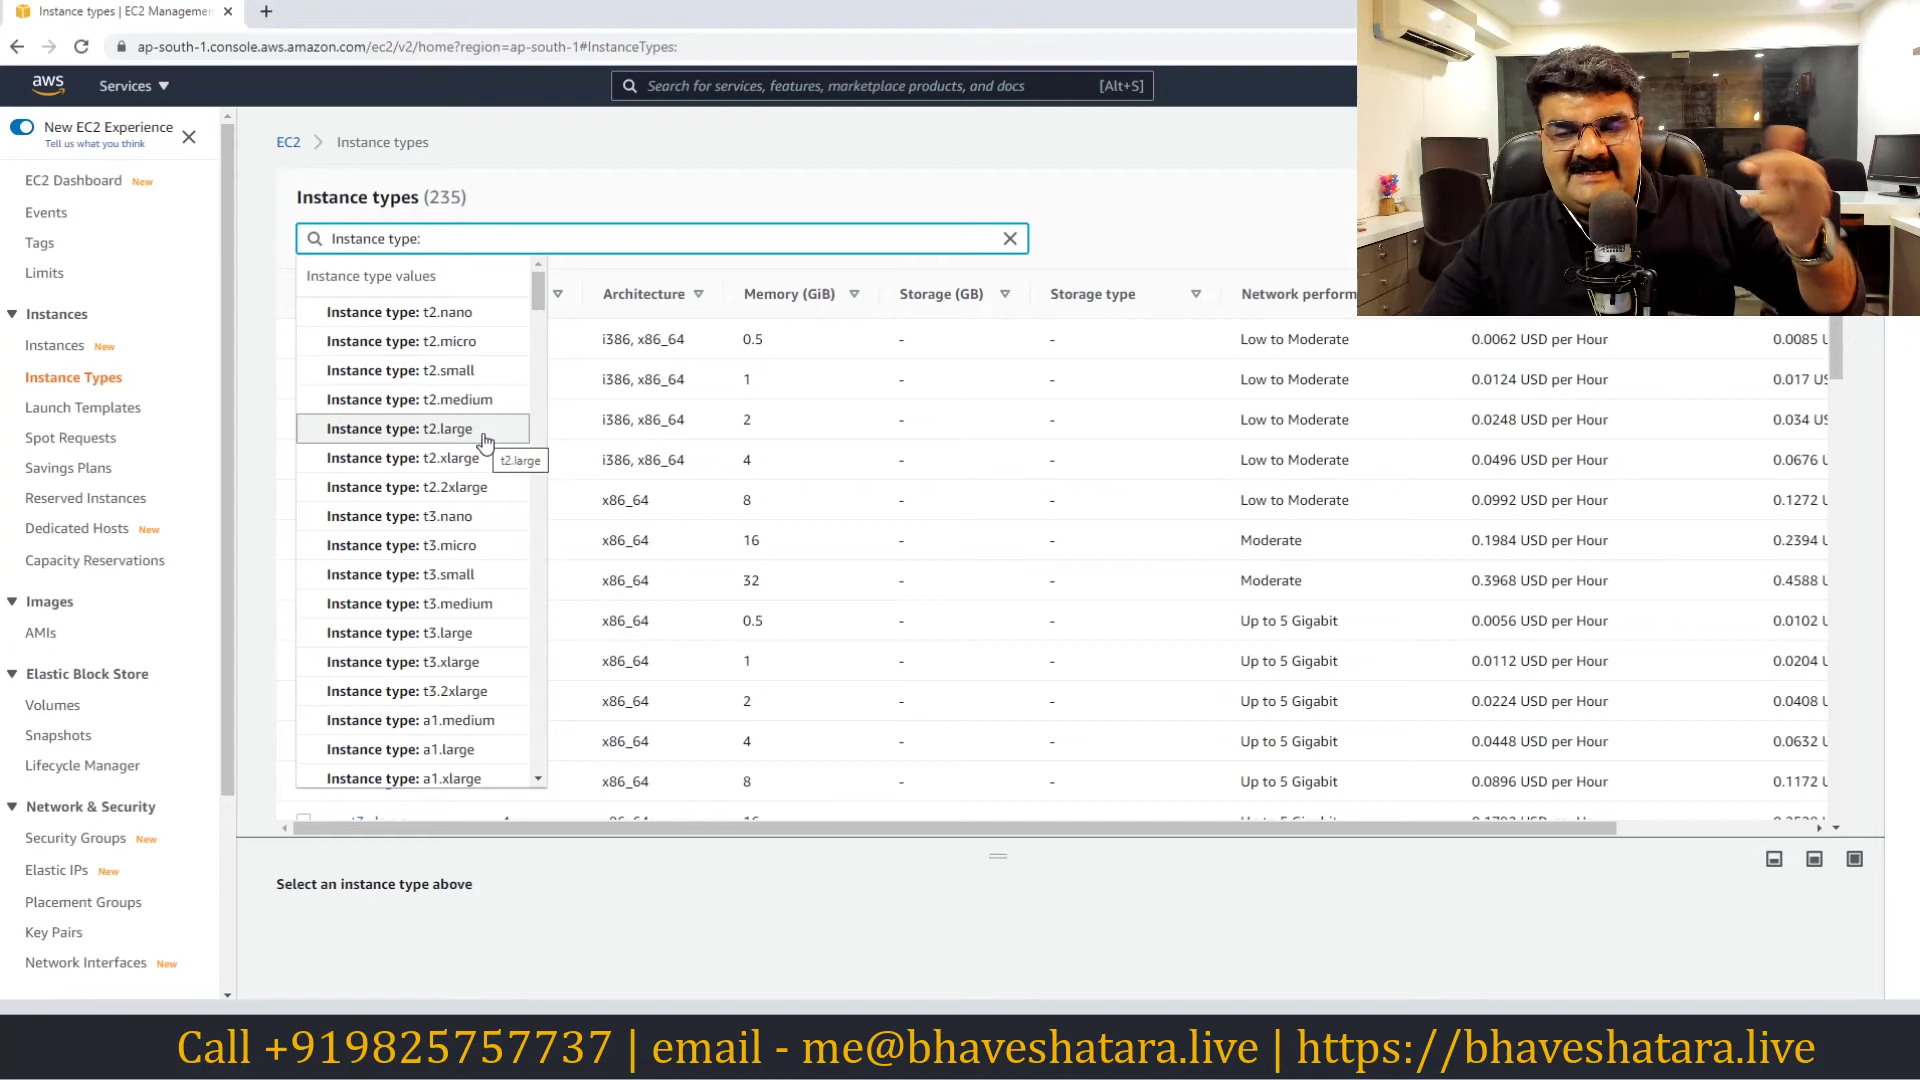 Instance types | EC2 Managemen
ap-south-1.console.aws.amazon.com/ec2/v2/home?region=ap-south-1#InstanceTypes:
aws Services Search for services, features, marketplace products, and docs [Alt+S]
New EC2 Experience
Tell us what you think
EC2 Dashboard New
Events
Tags
Limits
Instances
Instances New
Instance Types
Launch Templates
Spot Requests
Savings Plans
Reserved Instances
Dedicated Hosts New
Capacity Reservations
Images
AMIs
Elastic Block Store
Volumes
Snapshots
Lifecycle Manager
Network & Security
Security Groups New
Elastic IPs New
Placement Groups
Key Pairs
Network Interfaces New
EC2 Instance types
Instance types (235)
Instance type:
Instance type values
Instance type: t2.nano
Instance type: t2.micro
Instance type: t2.small
Instance type: t2.medium
Instance type: t2.large
t2.large
Instance type: t2.xlarge
Instance type: t2.2xlarge
Instance type: t3.nano
Instance type: t3.micro
Instance type: t3.small
Instance type: t3.medium
Instance type: t3.large
Instance type: t3.xlarge
Instance type: t3.2xlarge
Instance type: a1.medium
Instance type: a1.large
Instance type: a1.xlarge
Architecture Memory (GiB) Storage (GB) Storage type Network perform
i386, x86_64 0.5 - - Low to Moderate 0.0062 USD per Hour 0.0085 U
i386, x86_64 1 - - Low to Moderate 0.0124 USD per Hour 0.017 US
i386, x86_64 2 - - Low to Moderate 0.0248 USD per Hour 0.034 US
i386, x86_64 4 - - Low to Moderate 0.0496 USD per Hour 0.0676 U
x86_64 8 - - Low to Moderate 0.0992 USD per Hour 0.1272 U
x86_64 16 - - Moderate 0.1984 USD per Hour 0.2394 U
x86_64 32 - - Moderate 0.3968 USD per Hour 0.4588 U
x86_64 0.5 - - Up to 5 Gigabit 0.0056 USD per Hour 0.0102 U
x86_64 1 - - Up to 5 Gigabit 0.0112 USD per Hour 0.0204 U
x86_64 2 - - Up to 5 Gigabit 0.0224 USD per Hour 0.0408 U
x86_64 4 - - Up to 5 Gigabit 0.0448 USD per Hour 0.0632 U
x86_64 8 - - Up to 5 Gigabit 0.0896 USD per Hour 0.1172 U
Select an instance type above
Call +919825757737 | email - me@bhaveshatara.live | https://bhaveshatara.live